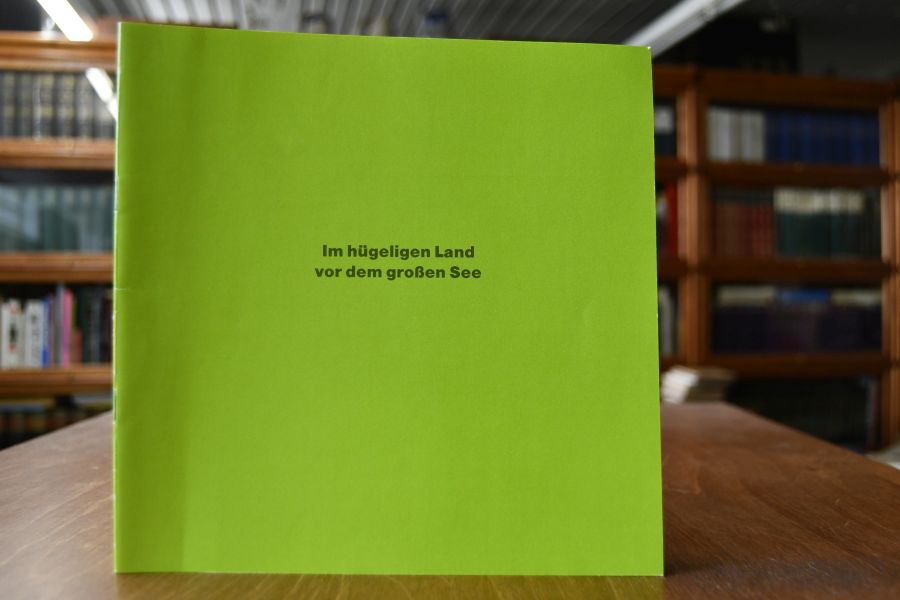 Im hügeligen Land
vor dem großen See